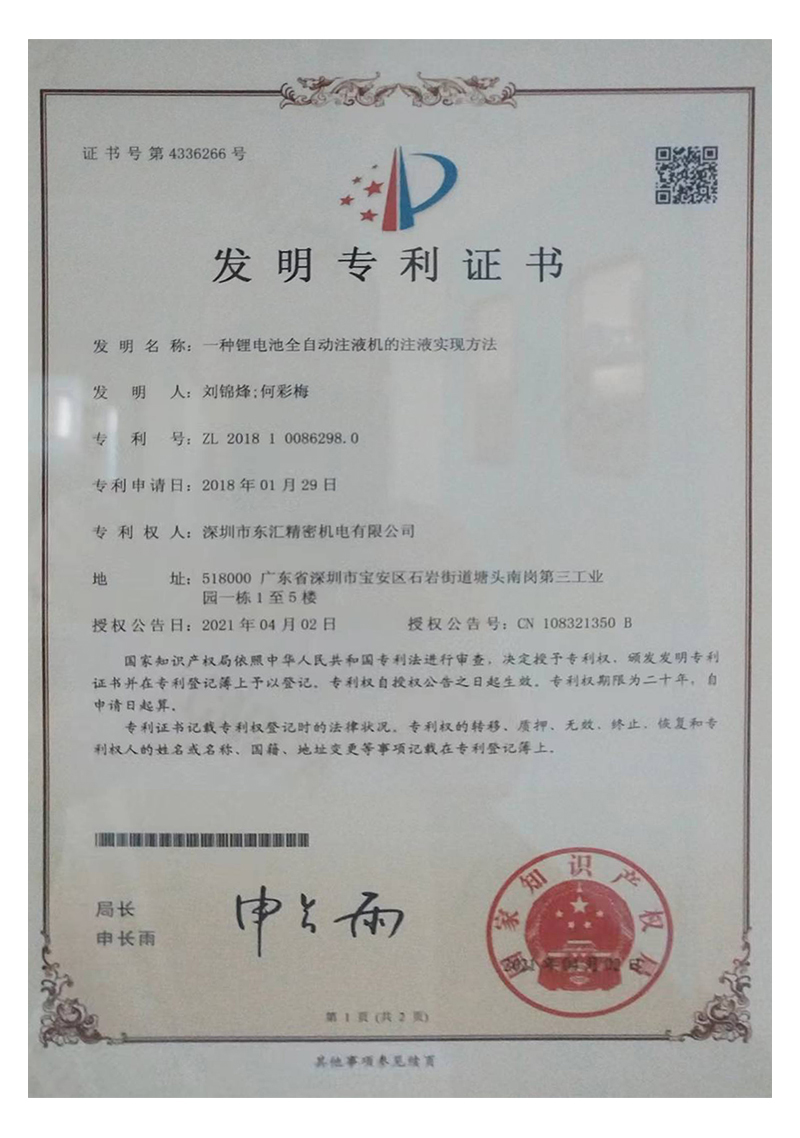 证书号第4336266号
发明专利证书
发明名称：一种锂电池全自动注液机的注液实现方法
发明人：刘锦烽;何彩梅
专利号：ZL 2018 1 0086298.0
专利申请日：2018年01月29日
专利权人：深圳市东汇精密机电有限公司
地址：518000 广东省深圳市宝安区石岩街道塘头南岗第三工业
园一栋1至5楼
授权公告日：2021年04月02日 授权公告号：CN 108321350 B
国家知识产权局依照中华人民共和国专利法进行审查，决定授予专利权，颁发发明专利
证书并在专利登记簿上予以登记。专利权自授权公告之日起生效。专利权期限为二十年，自
申请日起算。
专利证书记载专利权登记时的法律状况。专利权的转移、质押、无效、终止、恢复和专
利权人的姓名或名称、国籍、地址变更等事项记载在专利登记簿上。
局长
申长雨
申长雨
国家知识产权局
2021年04月02日
第 1 页 (共 2 页)
其他事项参见续页